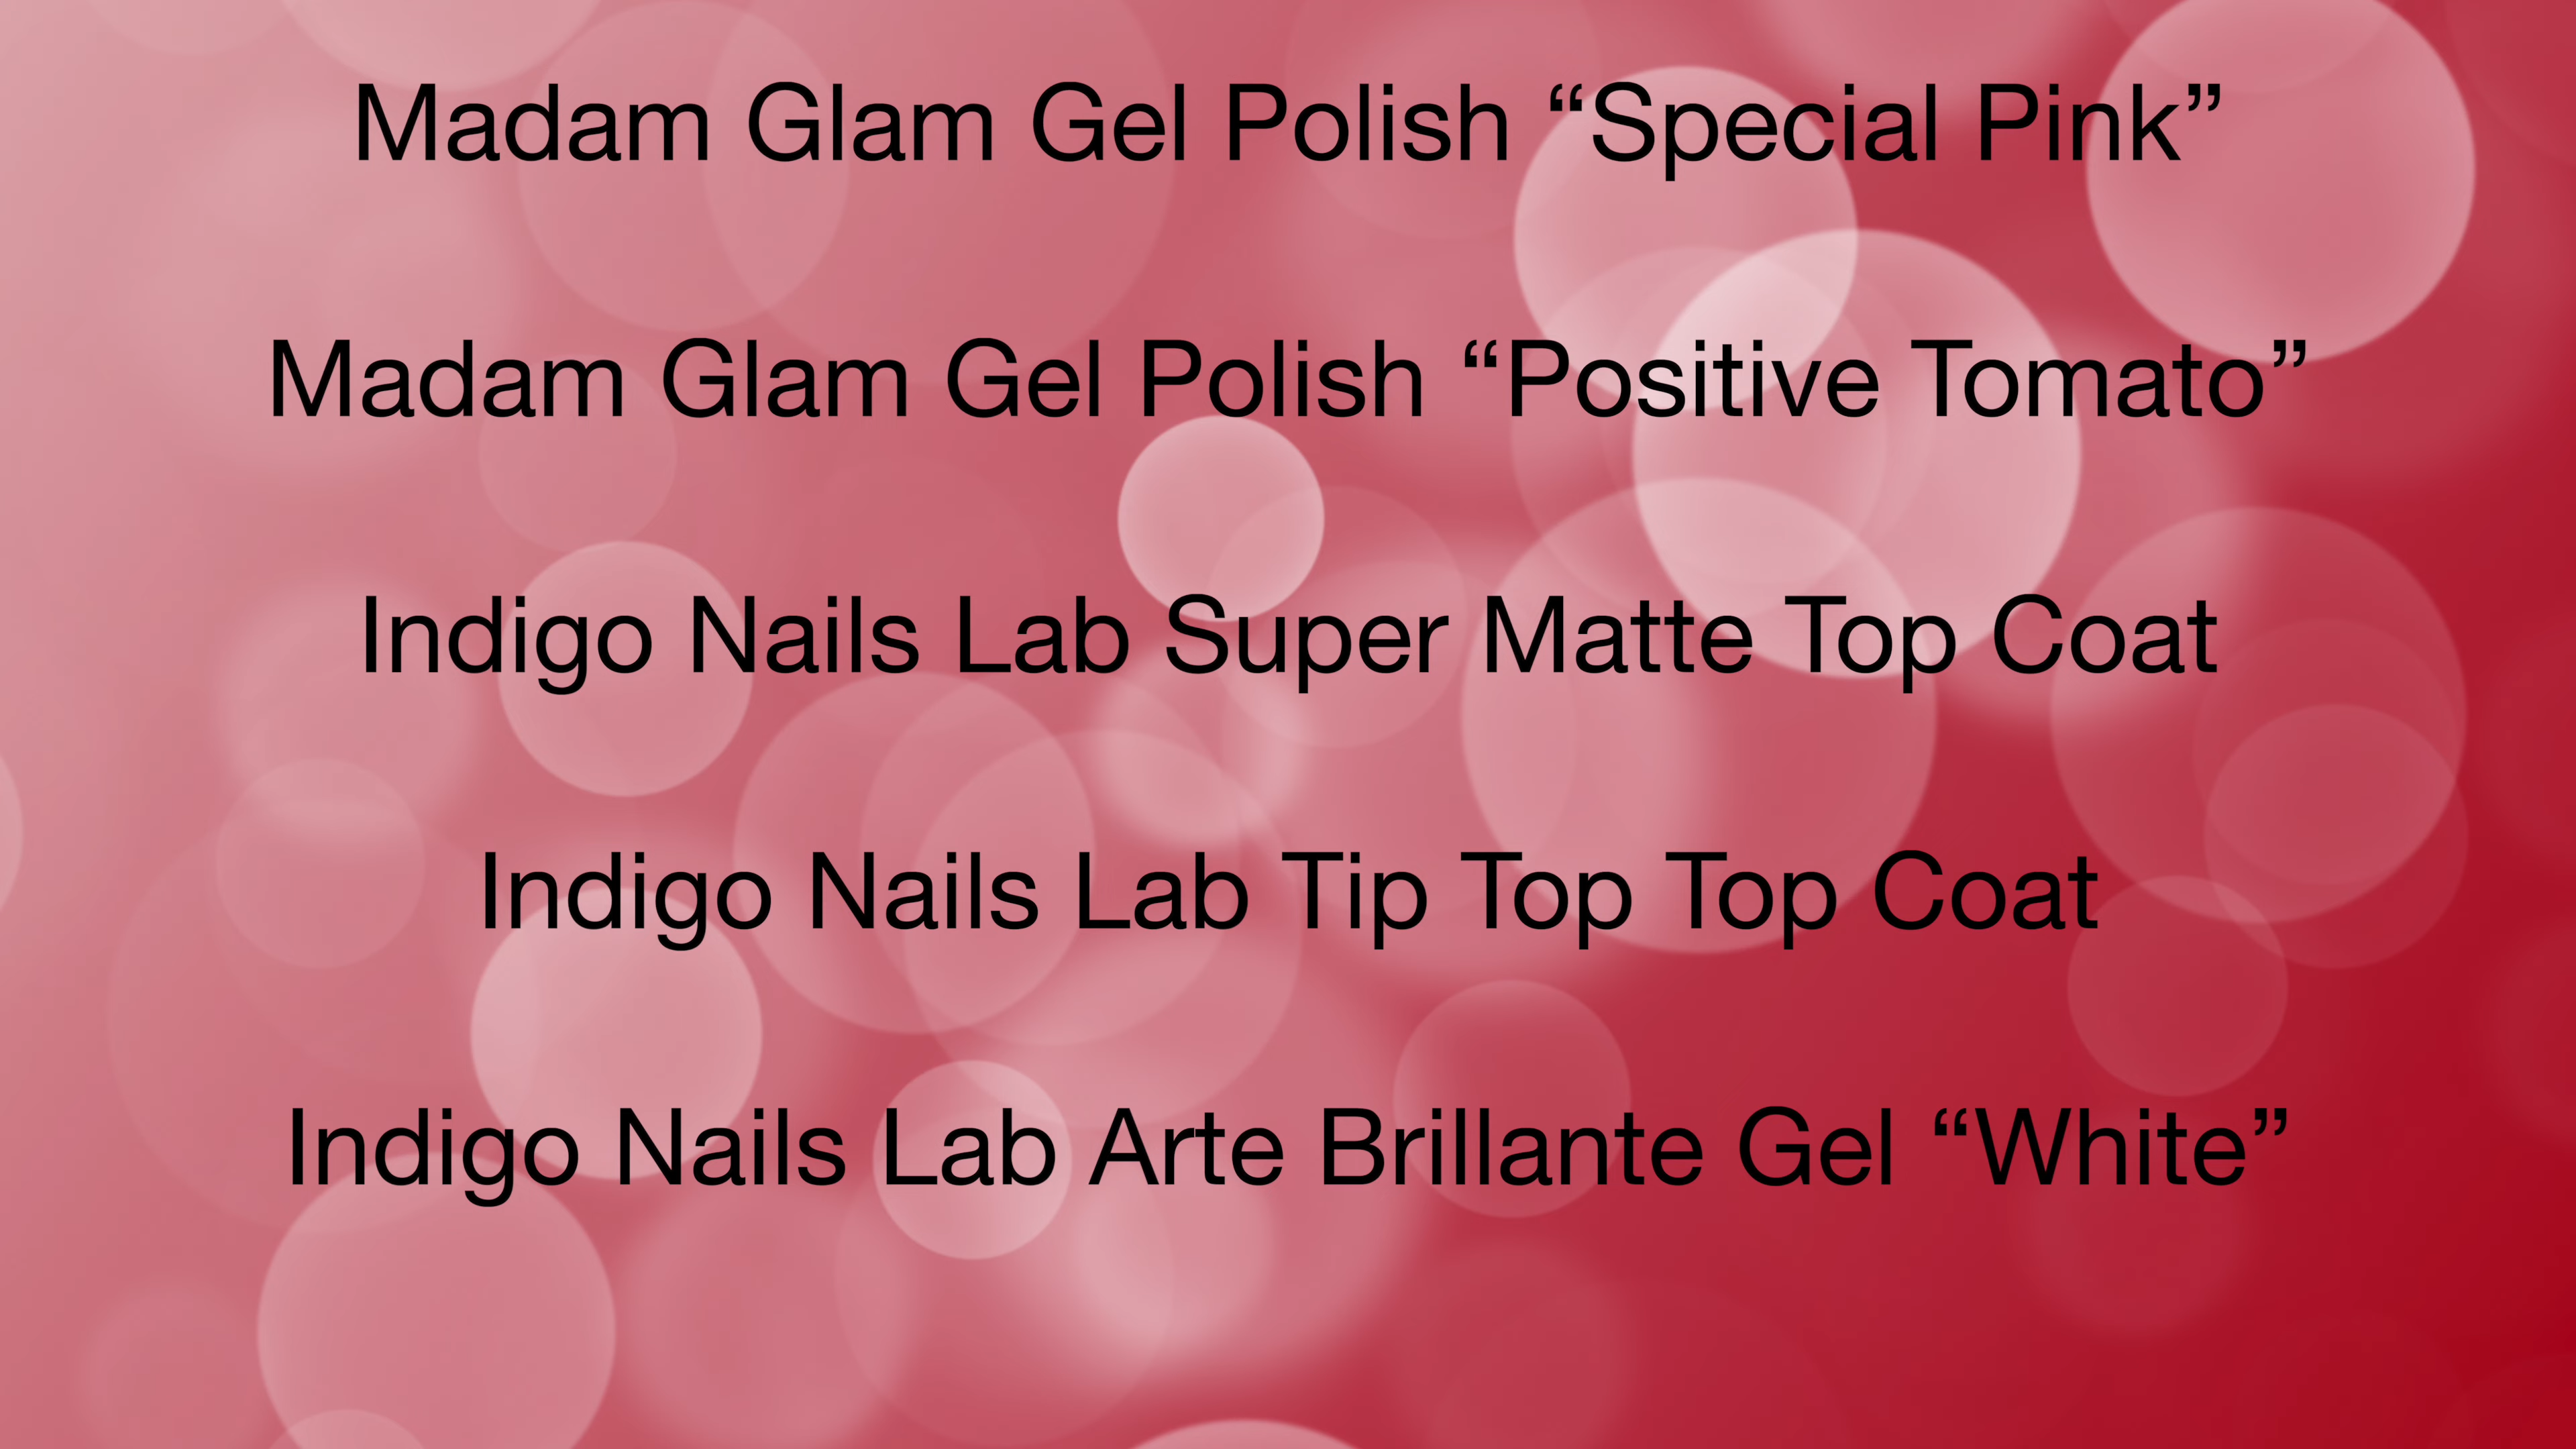 Madam Glam Gel Polish “Special Pink”
Madam Glam Gel Polish “Positive Tomato”
Indigo Nails Lab Super Matte Top Coat
Indigo Nails Lab Tip Top Top Coat
Indigo Nails Lab Arte Brillante Gel “White”